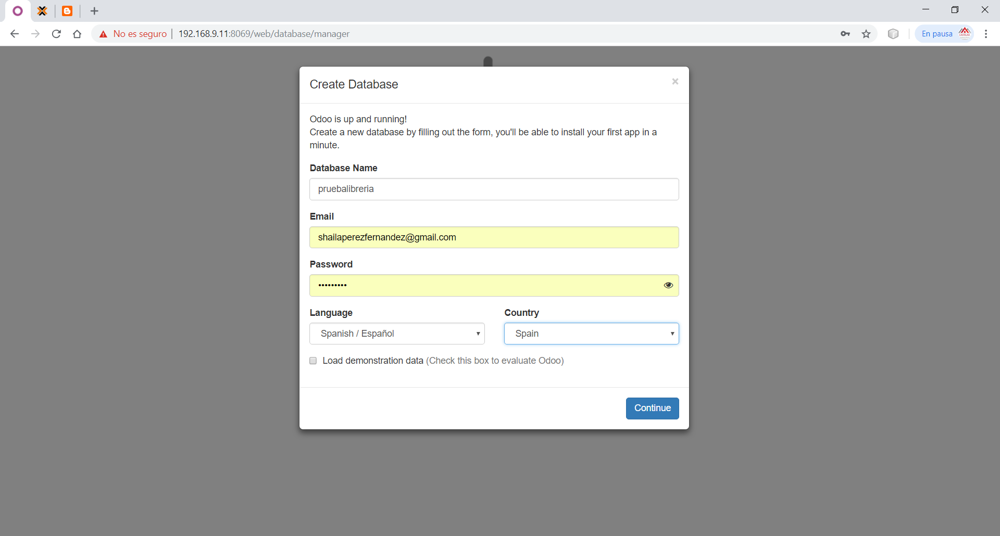 No es seguro | 192.168.9.11:8069/web/database/manager
En pausa
Create Database
×
Odoo is up and running!
Create a new database by filling out the form, you'll be able to install your first app in a
minute.
Database Name
pruebalibreria
Email
shailaperezfernandez@gmail.com
Password
•••••••••
Language
Country
Spanish / Español
Spain
Load demonstration data (Check this box to evaluate Odoo)
Continue